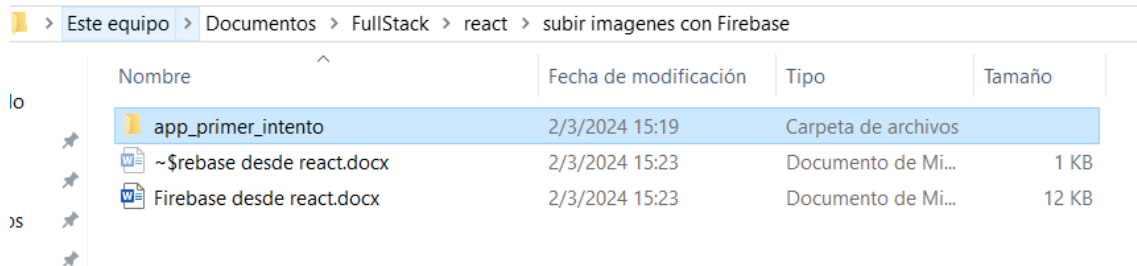 Este equipo > Documentos > FullStack > react > subir imagenes con Firebase
Nombre Fecha de modificación Tipo Tamaño
lo
app_primer_intento 2/3/2024 15:19 Carpeta de archivos
~$rebase desde react.docx 2/3/2024 15:23 Documento de Mi... 1 KB
Firebase desde react.docx 2/3/2024 15:23 Documento de Mi... 12 KB
os